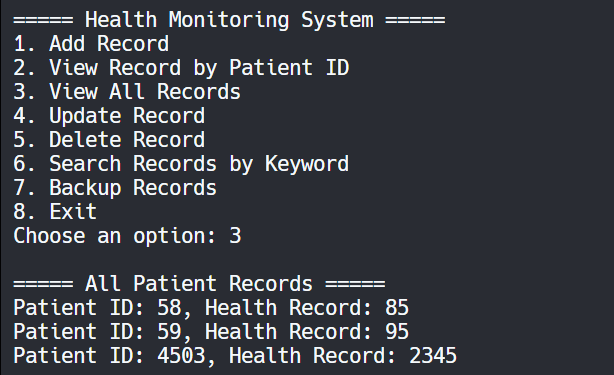 ===== Health Monitoring System =====
1. Add Record
2. View Record by Patient ID
3. View All Records
4. Update Record
5. Delete Record
6. Search Records by Keyword
7. Backup Records
8. Exit
Choose an option: 3
===== All Patient Records =====
Patient ID: 58, Health Record: 85
Patient ID: 59, Health Record: 95
Patient ID: 4503, Health Record: 2345